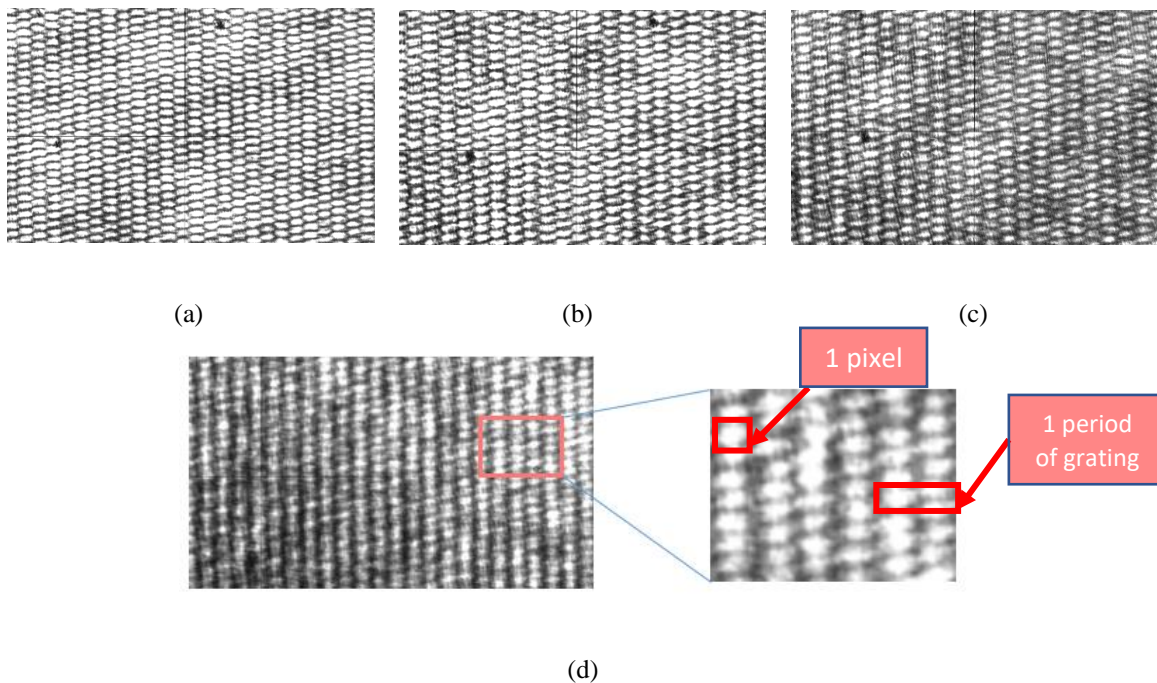 (a)
(b)
(c)
1 pixel
1 period
of grating
(d)